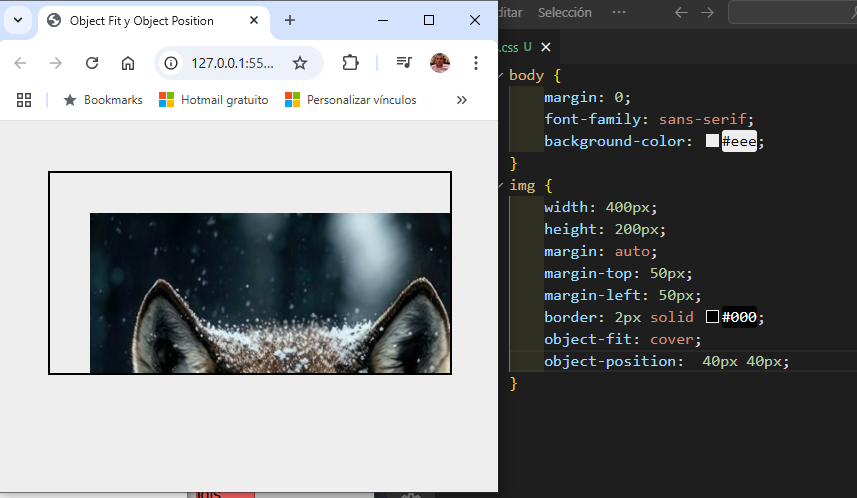 Object Fit y Object Position
127.0.0.1:55...
Bookmarks
Hotmail gratuito
Personalizar vínculos
ditar
Selección
...
.css U
body {
margin: 0;
font-family: sans-serif;
background-color: #eee;
}
img {
width: 400px;
height: 200px;
margin: auto;
margin-top: 50px;
margin-left: 50px;
border: 2px solid #000;
object-fit: cover;
object-position:  40px 40px;
}